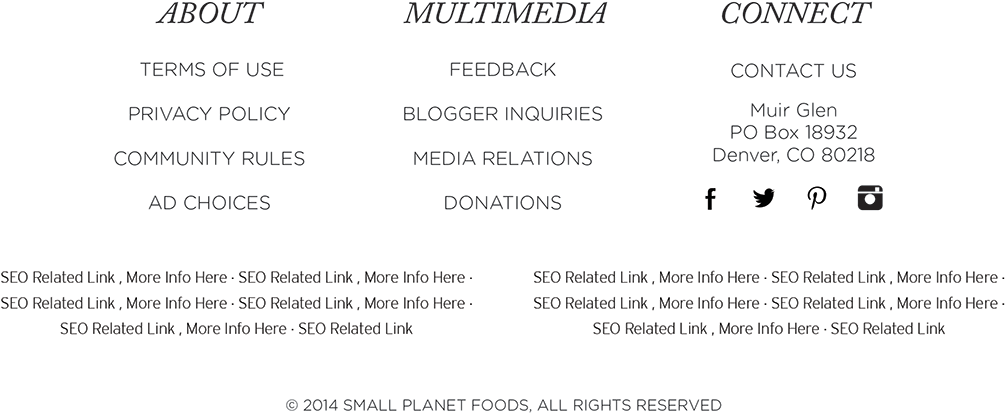 ABOUT
TERMS OF USE
PRIVACY POLICY
COMMUNITY RULES
AD CHOICES
MULTIMEDIA
FEEDBACK
BLOGGER INQUIRIES
MEDIA RELATIONS
DONATIONS
CONNECT
CONTACT US
Muir Glen
PO Box 18932
Denver, CO 80218
SEO Related Link , More Info Here · SEO Related Link , More Info Here ·
SEO Related Link , More Info Here · SEO Related Link , More Info Here ·
SEO Related Link , More Info Here · SEO Related Link
SEO Related Link , More Info Here · SEO Related Link , More Info Here ·
SEO Related Link , More Info Here · SEO Related Link , More Info Here ·
SEO Related Link , More Info Here · SEO Related Link
© 2014 SMALL PLANET FOODS, ALL RIGHTS RESERVED